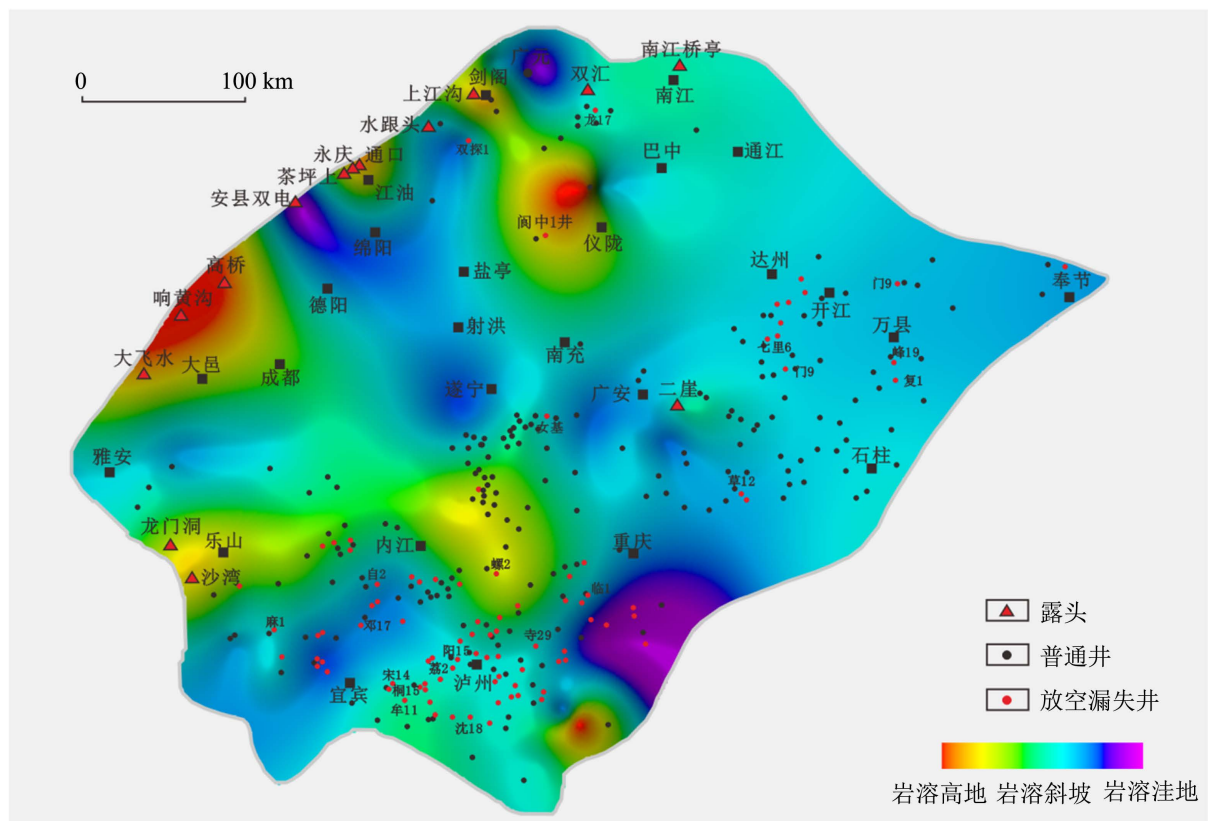 0
100 km
广元
南江桥亭
剑阁
双汇
上江沟
南江
水跟头
龙17
双探1
巴中
通江
永庆
通口
茶坪上
江油
安县双电
阆中1井
绵阳
仪陇
高桥
盐亭
达州
奉节
响黄沟
德阳
门9
开江
射洪
万县
大飞水
大邑
成都
南充
七里6
峰19
门9
复1
遂宁
广安
二崖
女基
雅安
石柱
草12
龙门洞
乐山
内江
重庆
螺2
沙湾
自2
临1
麻1
邓17
寺29
阳15
荔2
宋14
泸州
宜宾
桐15
牟11
沈18
露头
普通井
放空漏失井
岩溶高地
岩溶斜坡
岩溶洼地